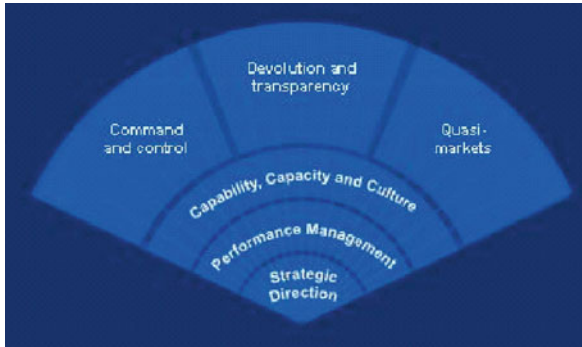 Devolution and
transparency
Command
and control
Quasi-
markets
Capability, Capacity and Culture
Performance Management
Strategic
Direction